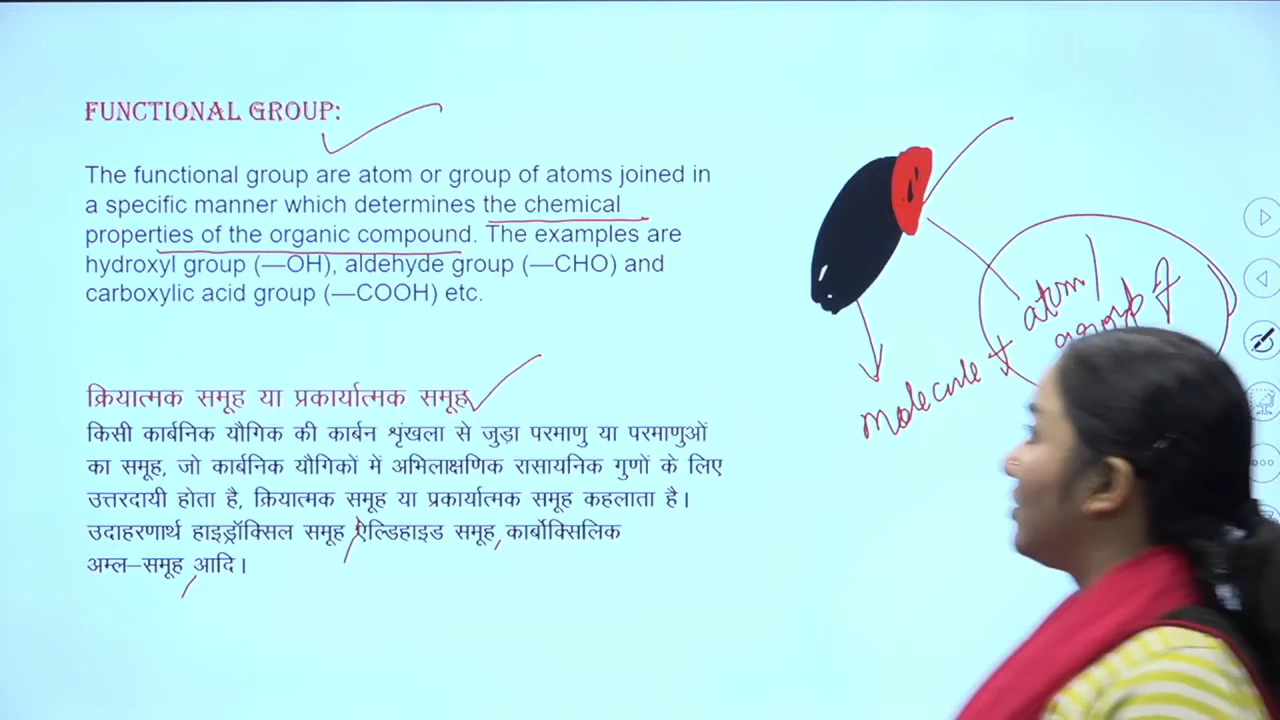 FUNCTIONAL GROUP:
The functional group are atom or group of atoms joined in
a specific manner which determines the chemical
properties of the organic compound. The examples are
hydroxyl group (—OH), aldehyde group (—CHO) and
carboxylic acid group (—COOH) etc.
क्रियात्मक समूह या प्रकार्यात्मक समूह
किसी कार्बनिक यौगिक की कार्बन श्रृंखला से जुड़ा परमाणु या परमाणुओं
का समूह, जो कार्बनिक यौगिकों में अभिलाक्षणिक रासायनिक गुणों के लिए
उत्तरदायी होता है, क्रियात्मक समूह या प्रकार्यात्मक समूह कहलाता है।
उदाहरणार्थ हाइड्रॉक्सिल समूह ऐल्डिहाइड समूह, कार्बोक्सिलिक
अम्ल–समूह आदि।
atom/
group of
molecule +